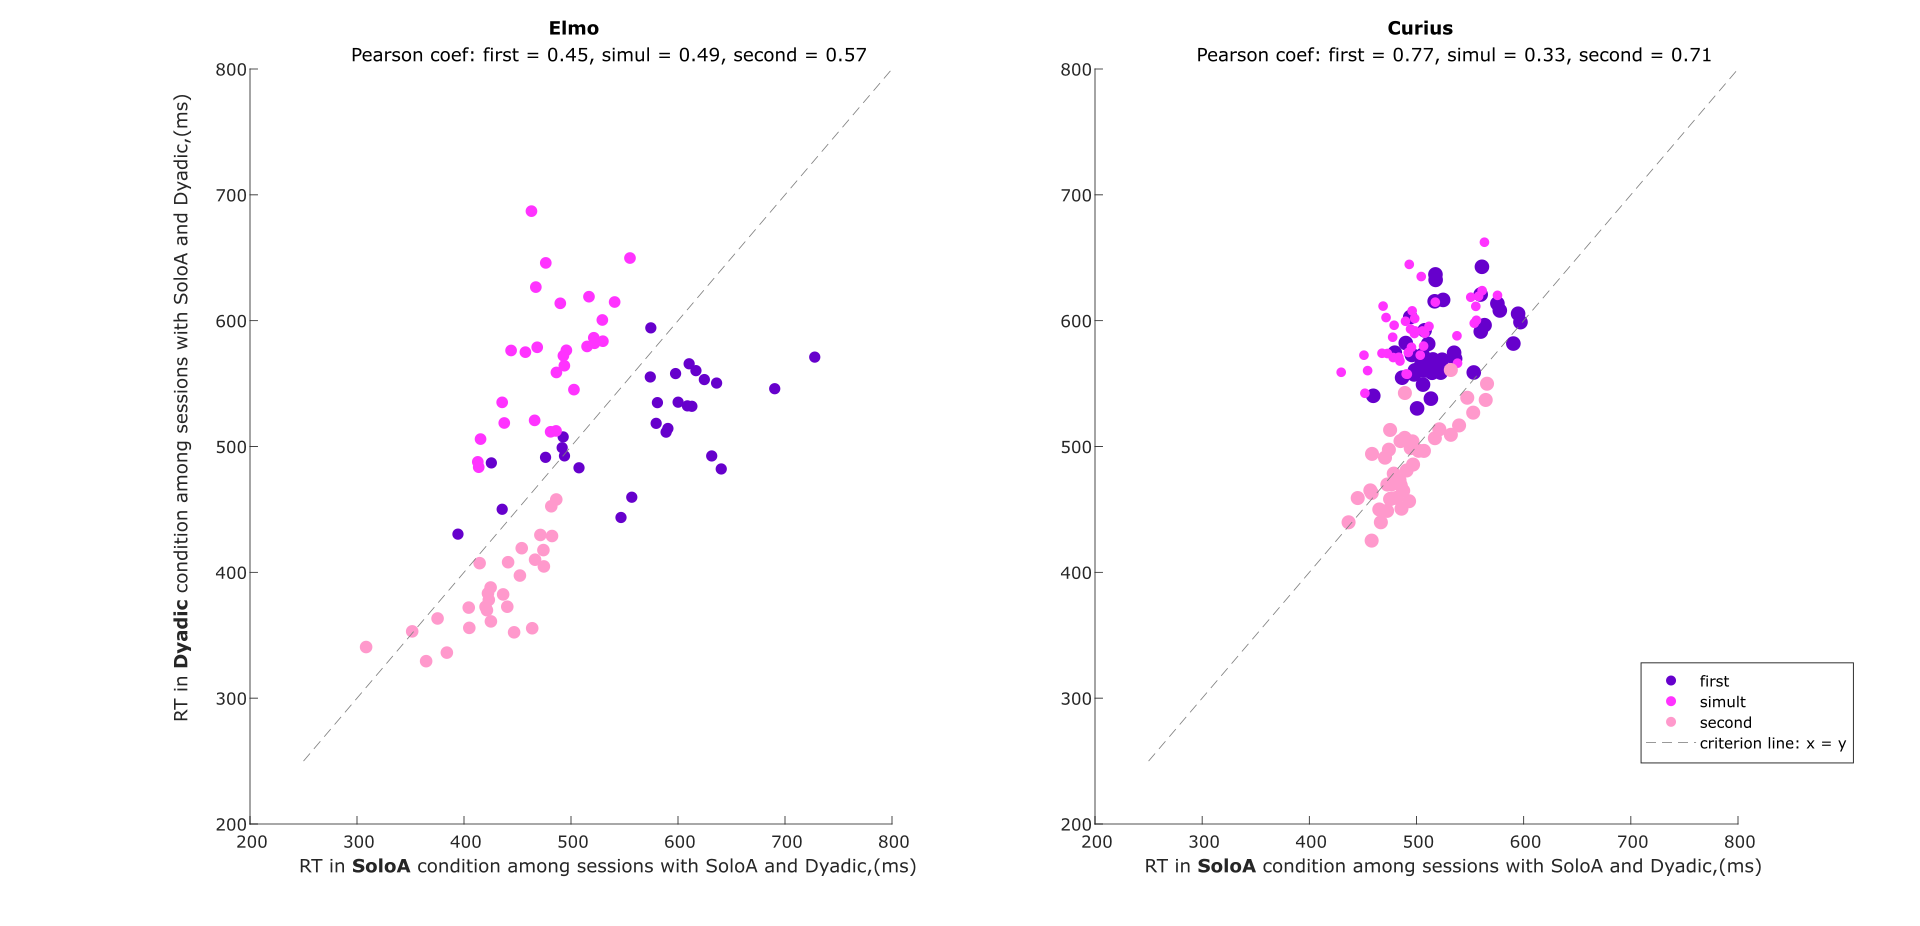 Elmo
Pearson coef: first = 0.45, simul = 0.49, second = 0.57
800
700
600
500
400
300
200
200 300 400 500 600 700 800
RT in Dyadic condition among sessions with SoloA and Dyadic,(ms)
RT in SoloA condition among sessions with SoloA and Dyadic,(ms)
Curius
Pearson coef: first = 0.77, simul = 0.33, second = 0.71
800
700
600
500
400
300
200
200 300 400 500 600 700 800
RT in SoloA condition among sessions with SoloA and Dyadic,(ms)
first
simult
second
criterion line: x = y